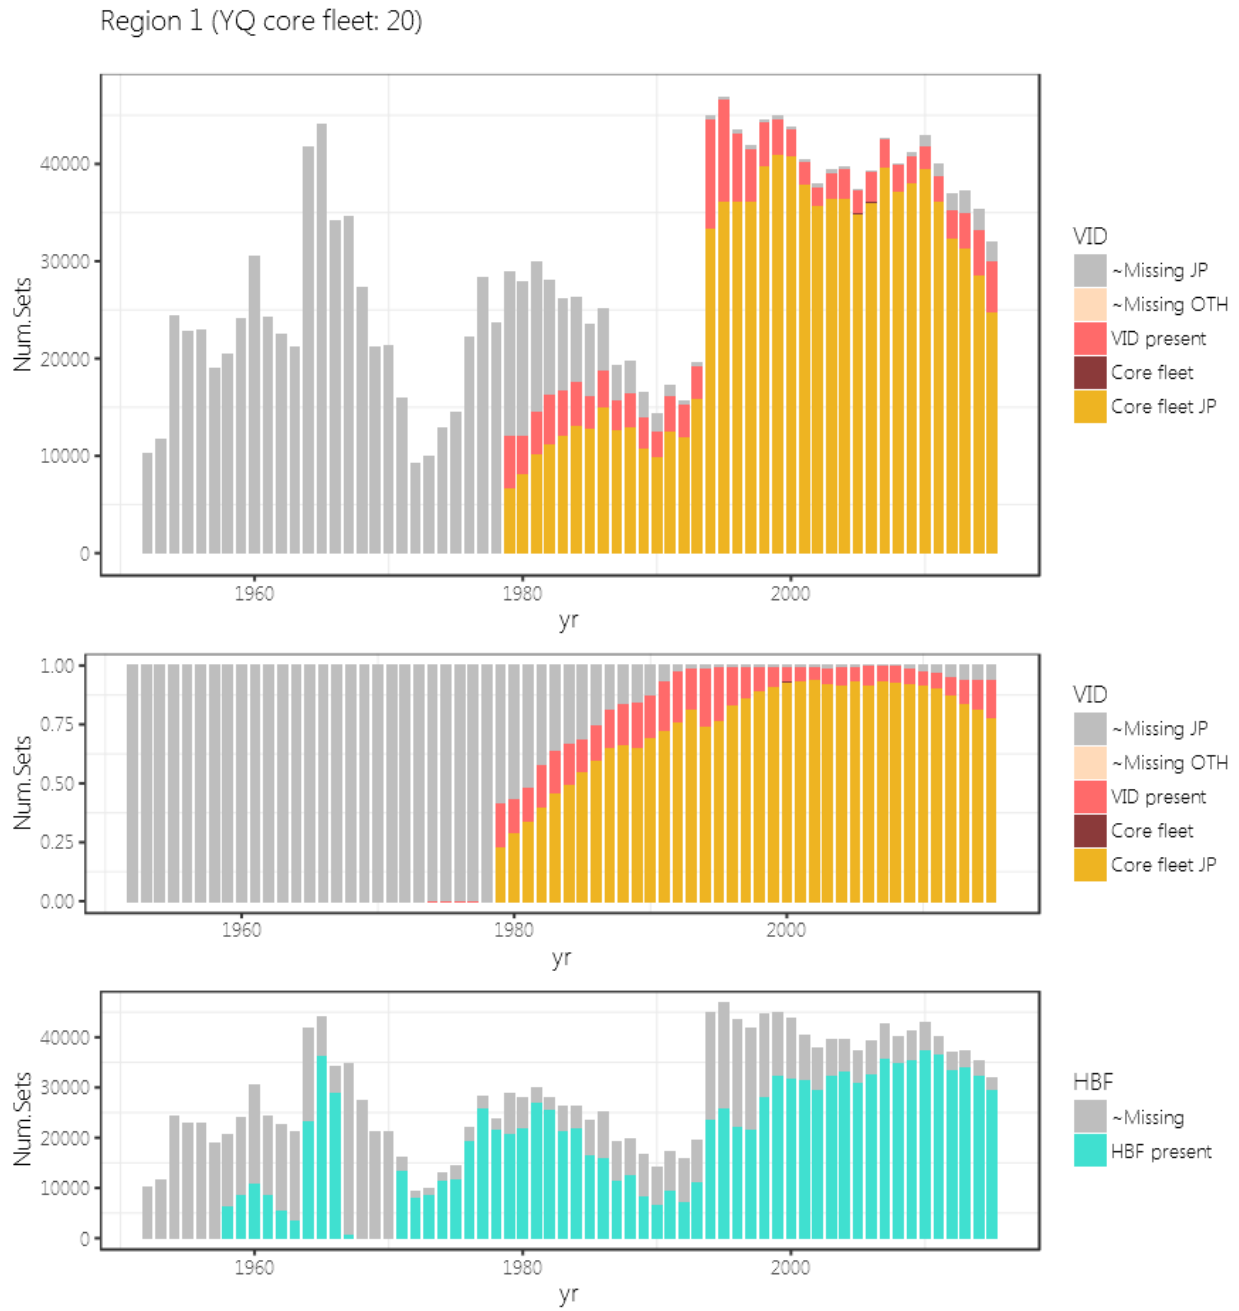 Region 1 (YQ core fleet: 20)
Num.Sets
40000
30000
20000
10000
0
1960
1980
2000
yr
VID
~Missing JP
~Missing OTH
VID present
Core fleet
Core fleet JP
Num.Sets
1.00
0.75
0.50
0.25
0.00
1960
1980
2000
yr
VID
~Missing JP
~Missing OTH
VID present
Core fleet
Core fleet JP
Num.Sets
40000
30000
20000
10000
0
1960
1980
2000
yr
HBF
~Missing
HBF present